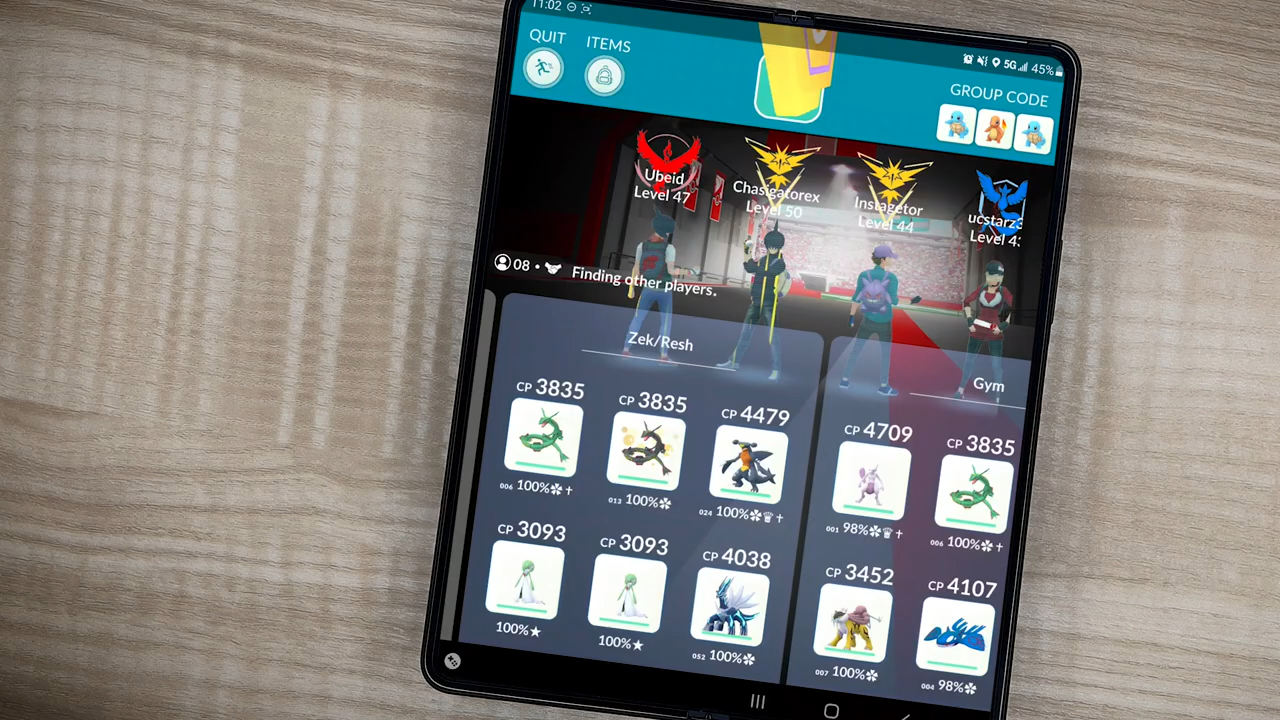 11:02
5G 45%
QUIT
ITEMS
GROUP CODE
Ubeid
Level 47
Chasigatorex
Level 50
Instagetor
Level 44
ucstarz3
Level 4
08 • Finding other players.
Zek/Resh
Gym
CP 3835
CP 3835
CP 4479
CP 4709
CP 3835
006 100%
013 100%
024 100%
001 98%
006 100%
CP 3093
CP 3093
CP 4038
CP 3452
CP 4107
100%★
100%★
052 100%
007 100%
004 98%